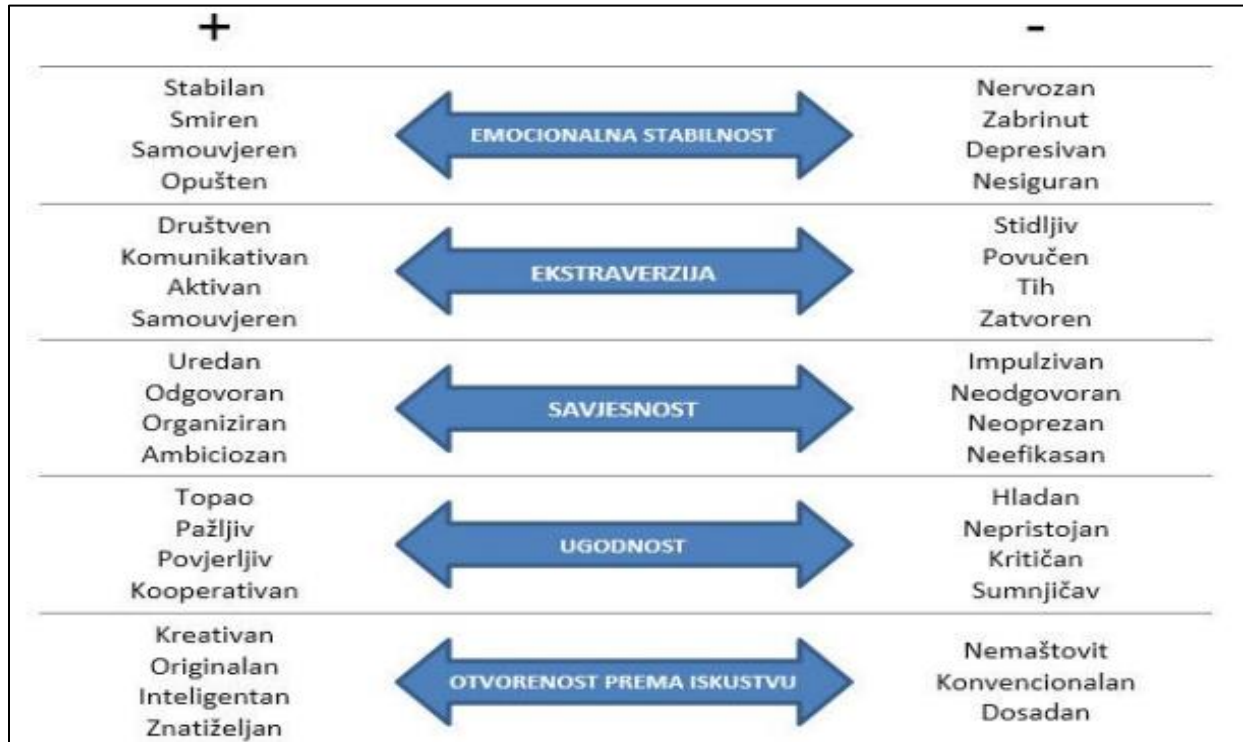 + -
Stabilan
Smiren
Samouvjeren
Opušten
EMOCIONALNA STABILNOST
Nervozan
Zabrinut
Depresivan
Nesiguran
Društven
Komunikativan
Aktivan
Samouvjeren
EKSTRAVERZIJA
Stidljiv
Povučen
Tih
Zatvoren
Uredan
Odgovoran
Organiziran
Ambiciozan
SAVJESNOST
Impulzivan
Neodgovoran
Neoprezan
Neefikasan
Topao
Pažljiv
Povjerljiv
Kooperativan
UGODNOST
Hladan
Nepristojan
Kritičan
Sumnjičav
Kreativan
Originalan
Inteligentan
Znatiželjan
OTVORENOST PREMA ISKUSTVU
Nemaštovit
Konvencionalan
Dosadan